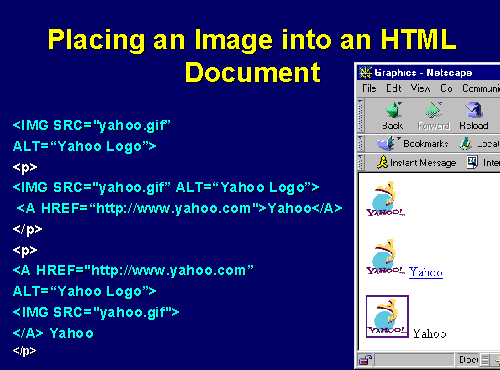 Placing an Image into an HTML
Document
<IMG SRC="yahoo.gif”
ALT=“Yahoo Logo”>
<p>
<IMG SRC="yahoo.gif” ALT=“Yahoo Logo”>
<A HREF=“http://www.yahoo.com">Yahoo</A>
</p>
<p>
<A HREF="http://www.yahoo.com”
ALT=“Yahoo Logo”>
<IMG SRC="yahoo.gif">
</A> Yahoo
</p>
Graphics - Netscape
File Edit View Go Communi
Back Forward Reload
Bookmarks Locat
Instant Message Inter
YAHOO!
YAHOO! Yahoo
YAHOO! Yahoo
Docu